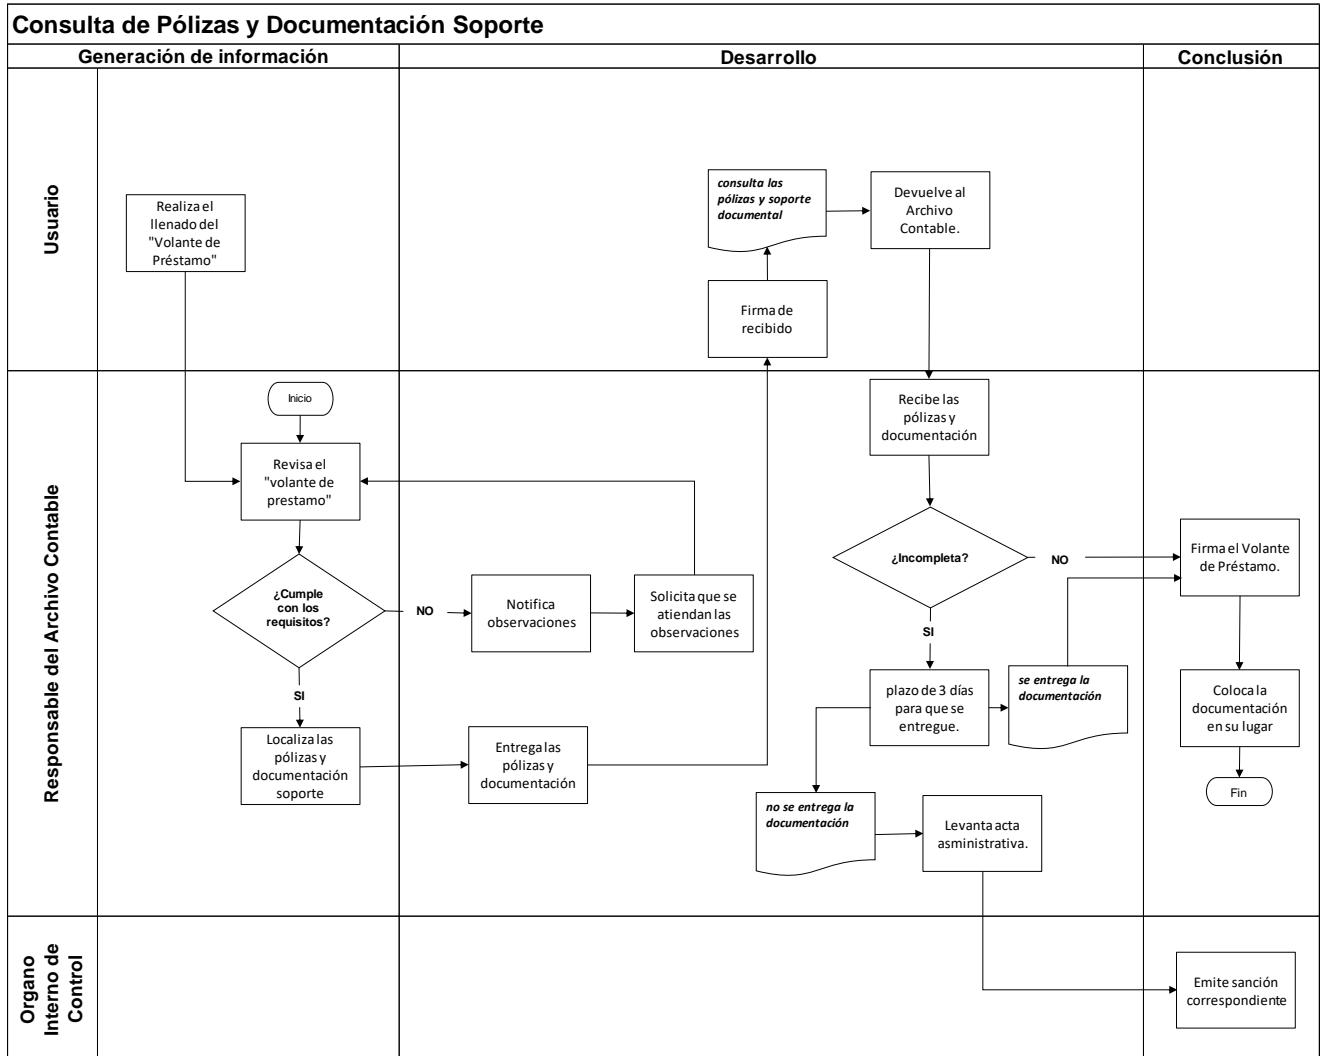 Consulta de Pólizas y Documentación Soporte
Generación de información
Desarrollo
Conclusión
Usuario
Realiza el
llenado del
"Volante de
Préstamo"
consulta las
pólizas y soporte
documental
Devuelve al
Archivo
Contable.
Firma de
recibido
Responsable del Archivo Contable
Inicio
Revisa el
"volante de
prestamo"
¿Cumple
con los
requisitos?
NO
Notifica
observaciones
Solicita que se
atiendan las
observaciones
SI
Localiza las
pólizas y
documentación
soporte
Entrega las
pólizas y
documentación
Recibe las
pólizas y
documentación
¿Incompleta?
NO
Firma el Volante
de Préstamo.
SI
plazo de 3 días
para que se
entregue.
se entrega la
documentación
Coloca la
documentación
en su lugar
Fin
no se entrega la
documentación
Levanta acta
asministrativa.
Organo
Interno de
Control
Emite sanción
correspondiente